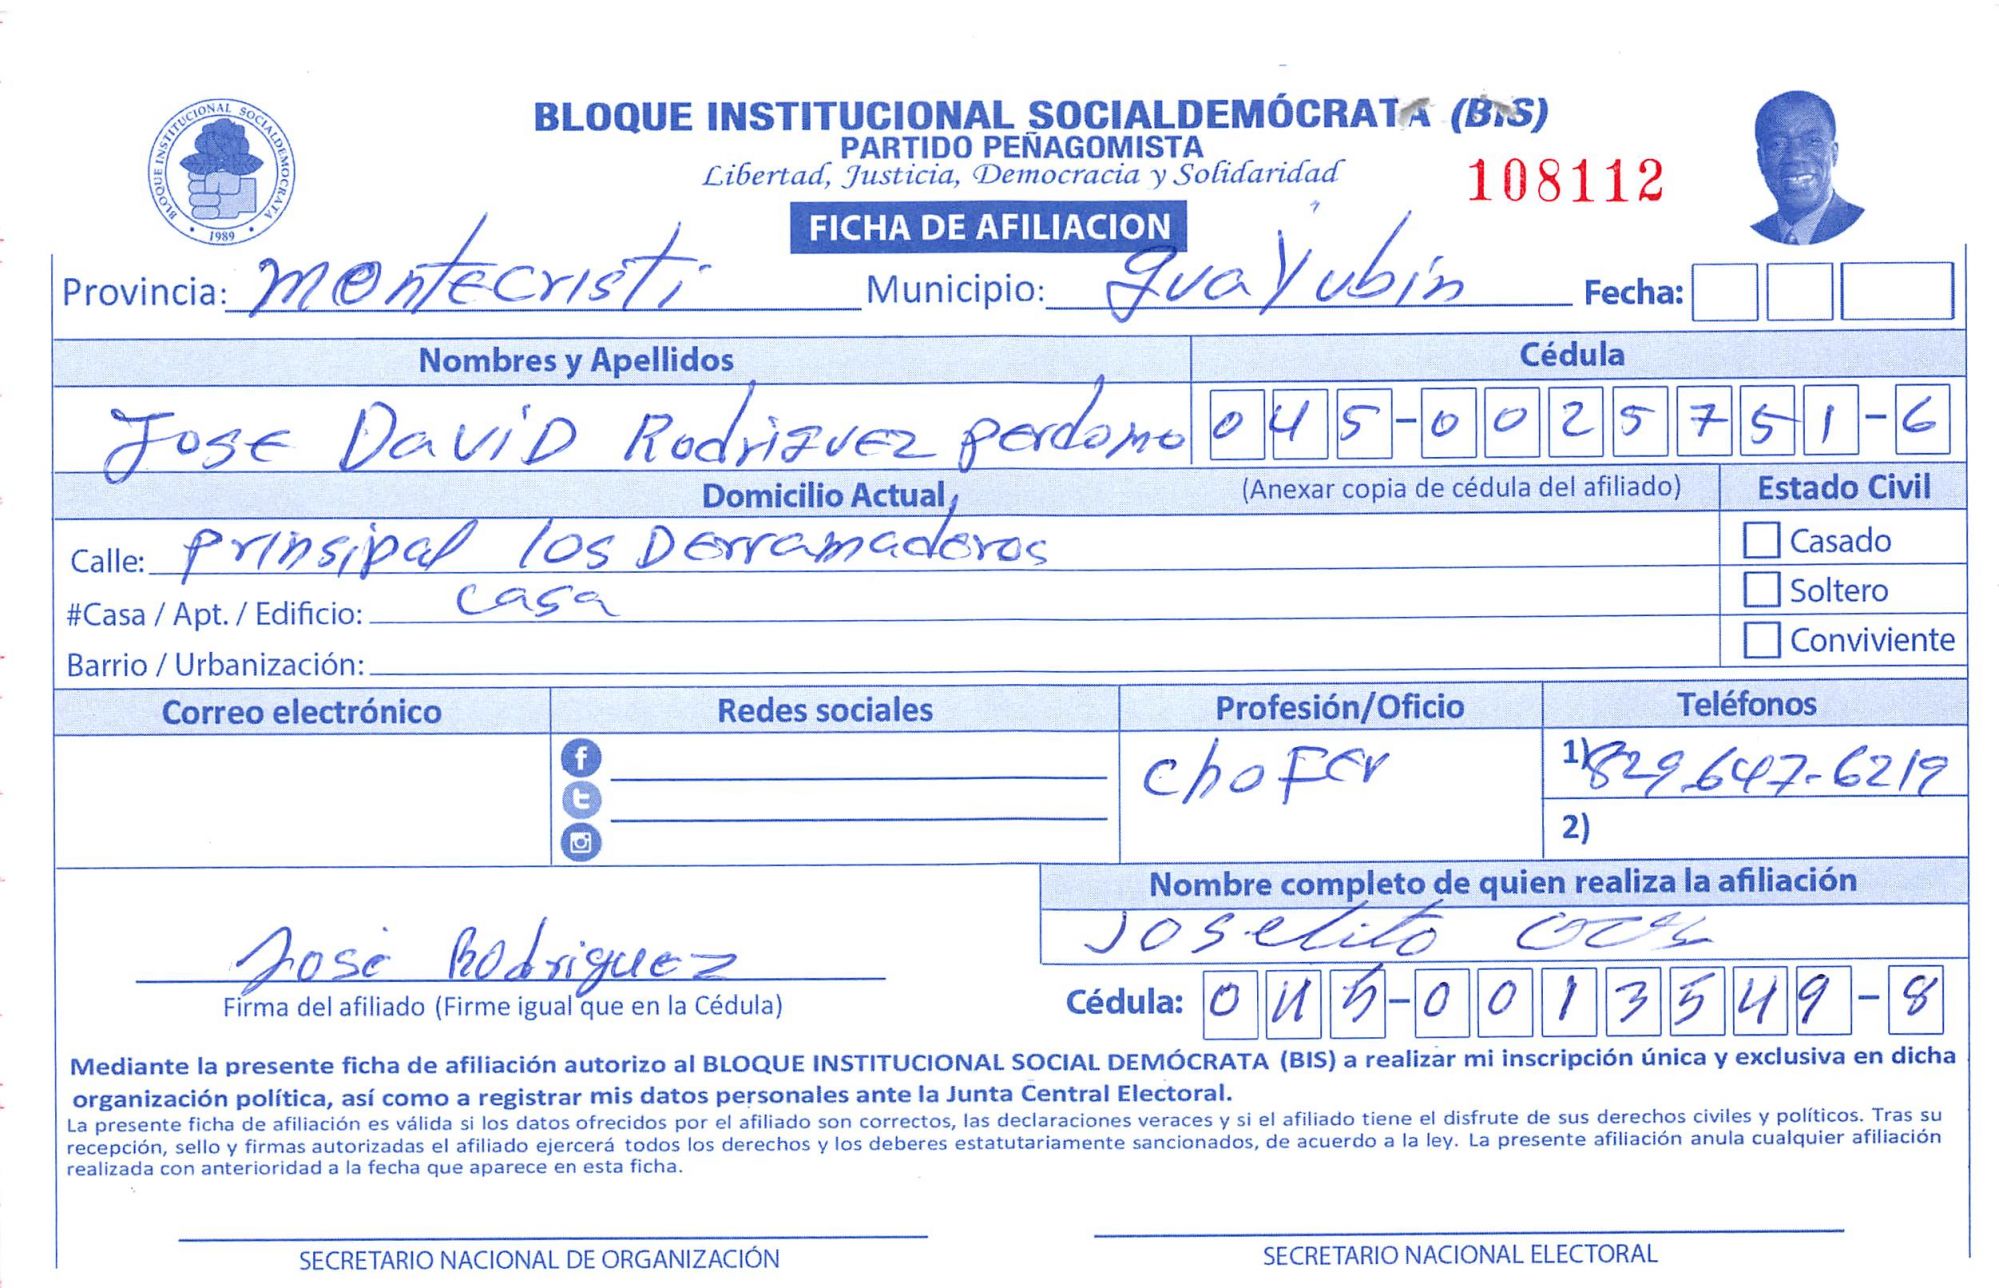 BLOQUE INSTITUCIONAL SOCIALDEMOCRATA
1989
BLOQUE INSTITUCIONAL SOCIALDEMÓCRATA (BIS)
PARTIDO PEÑAGOMISTA
Libertad, Justicia, Democracia y Solidaridad
108112
FICHA DE AFILIACION
Provincia: Montecristi Municipio: guayubin Fecha:
Nombres y Apellidos Cédula
Jose David Rodriguez perdomo 045-0025751-6
Domicilio Actual (Anexar copia de cédula del afiliado) Estado Civil
Calle: prinsipal los Derramaderos Casado
#Casa / Apt. / Edificio: casa Soltero
Barrio / Urbanización: Conviviente
Correo electrónico Redes sociales Profesión/Oficio Teléfonos
chofer 1) 829-647-6219
2)
Nombre completo de quien realiza la afiliación
Joselito
José Rodriguez
Firma del afiliado (Firme igual que en la Cédula) Cédula: 045-0013549-8
Mediante la presente ficha de afiliación autorizo al BLOQUE INSTITUCIONAL SOCIAL DEMÓCRATA (BIS) a realizar mi inscripción única y exclusiva en dicha
organización política, así como a registrar mis datos personales ante la Junta Central Electoral.
La presente ficha de afiliación es válida si los datos ofrecidos por el afiliado son correctos, las declaraciones veraces y si el afiliado tiene el disfrute de sus derechos civiles y políticos. Tras su
recepción, sello y firmas autorizadas el afiliado ejercerá todos los derechos y los deberes estatutariamente sancionados, de acuerdo a la ley. La presente afiliación anula cualquier afiliación
realizada con anterioridad a la fecha que aparece en esta ficha.
SECRETARIO NACIONAL DE ORGANIZACIÓN SECRETARIO NACIONAL ELECTORAL